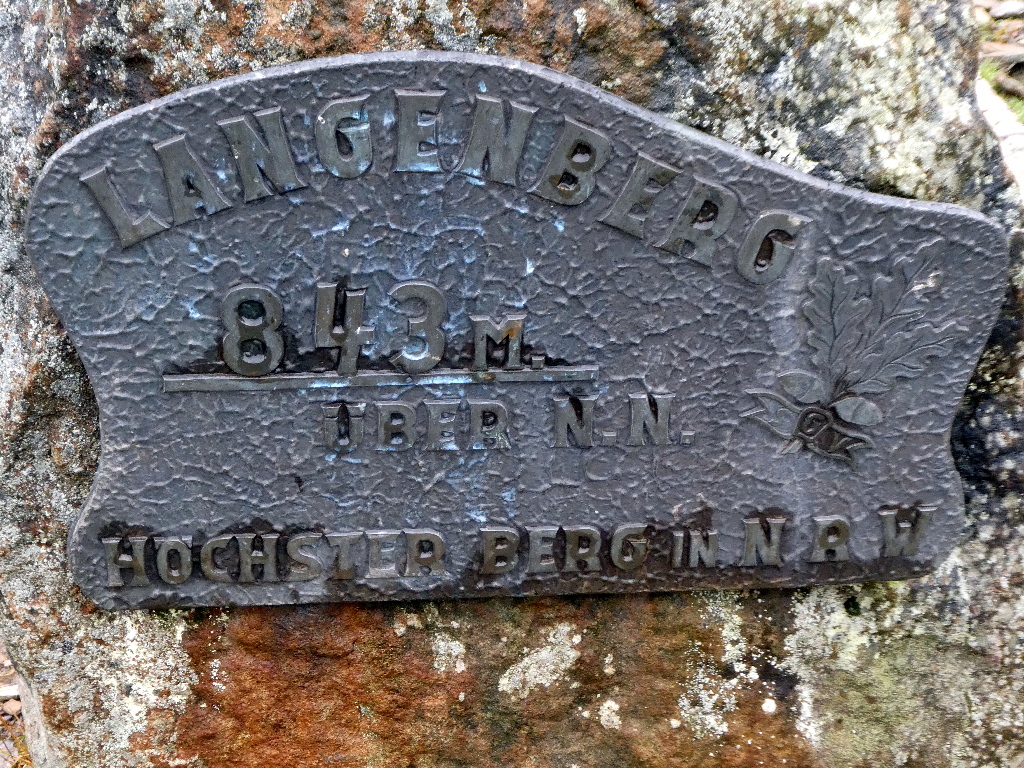 LANGENBERG
843 M.
ÜBER N.N.
HÖCHSTER BERG IN N R W